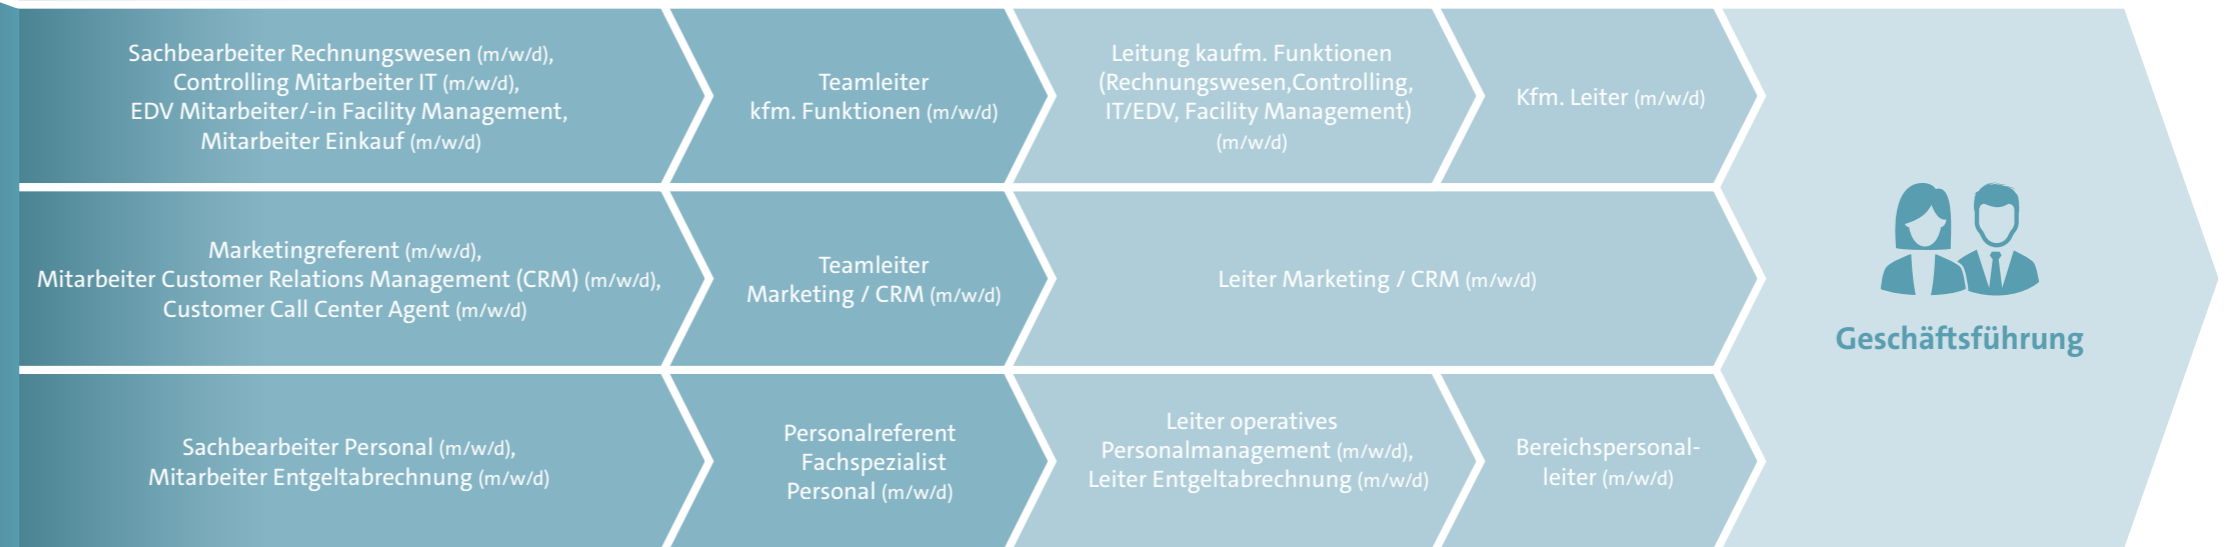 Sachbearbeiter Rechnungswesen (m/w/d),
Controlling Mitarbeiter IT (m/w/d),
EDV Mitarbeiter/-in Facility Management,
Mitarbeiter Einkauf (m/w/d)
Teamleiter
kfm. Funktionen (m/w/d)
Leitung kaufm. Funktionen
(Rechnungswesen,Controlling,
IT/EDV, Facility Management)
(m/w/d)
Kfm. Leiter (m/w/d)
Marketingreferent (m/w/d),
Mitarbeiter Customer Relations Management (CRM) (m/w/d),
Customer Call Center Agent (m/w/d)
Teamleiter
Marketing / CRM (m/w/d)
Leiter Marketing / CRM (m/w/d)
Sachbearbeiter Personal (m/w/d),
Mitarbeiter Entgeltabrechnung (m/w/d)
Personalreferent
Fachspezialist
Personal (m/w/d)
Leiter operatives
Personalmanagement (m/w/d),
Leiter Entgeltabrechnung (m/w/d)
Bereichspersonal-
leiter (m/w/d)
Geschäftsführung